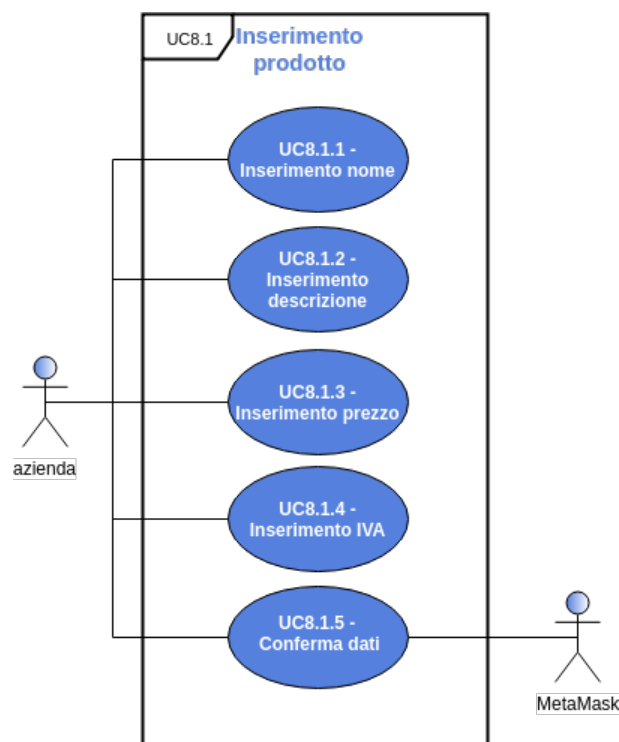 UC8.1
Inserimento
prodotto
UC8.1.1 -
Inserimento nome
UC8.1.2 -
Inserimento
descrizione
UC8.1.3 -
Inserimento prezzo
azienda
UC8.1.4 -
Inserimento IVA
UC8.1.5 -
Conferma dati
MetaMask